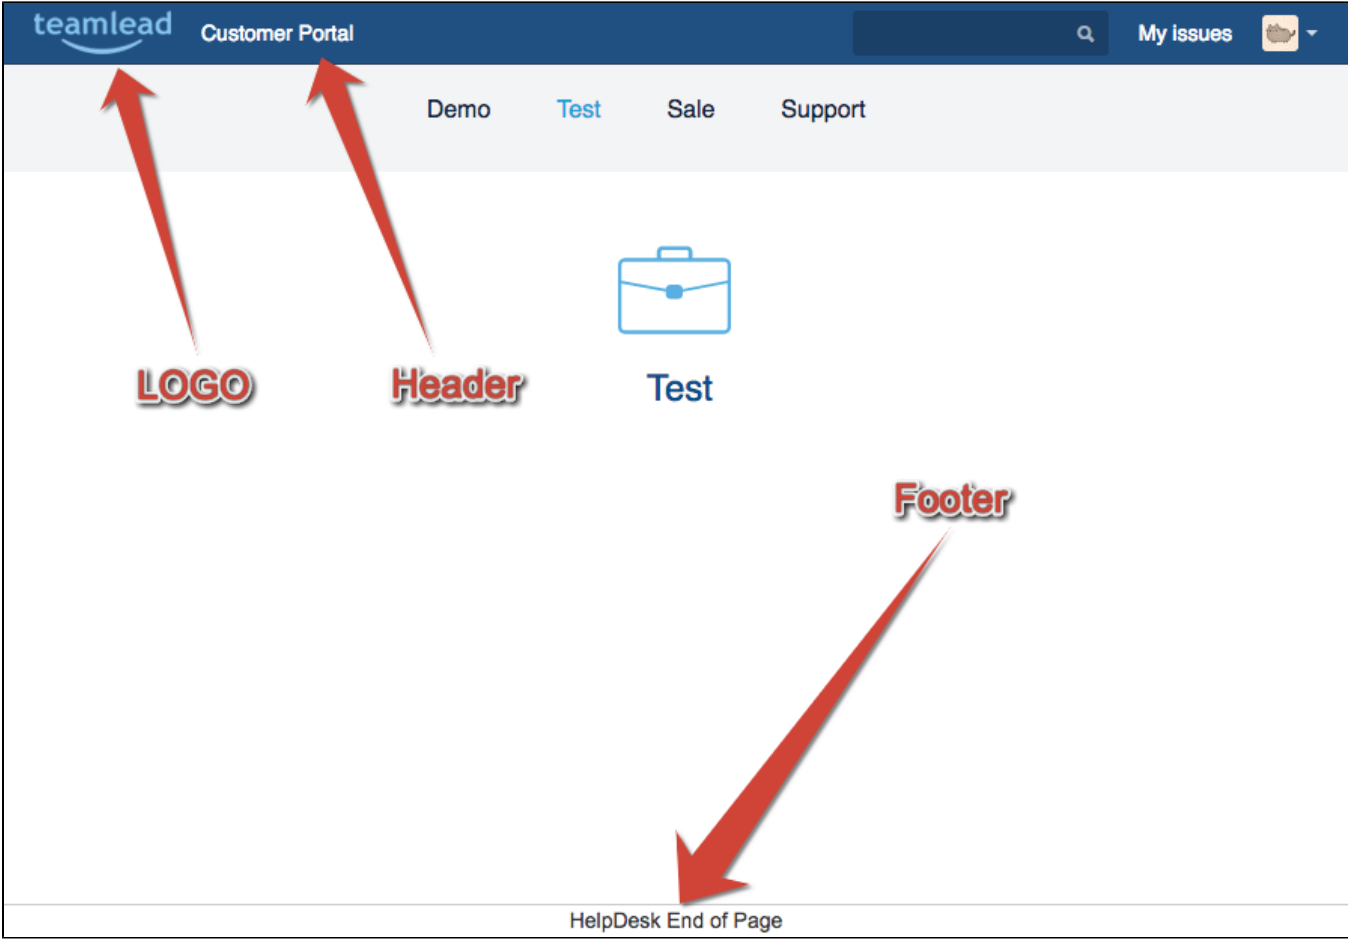 teamlead Customer Portal My issues
Demo Test Sale Support
LOGO Header Test
Footer
HelpDesk End of Page